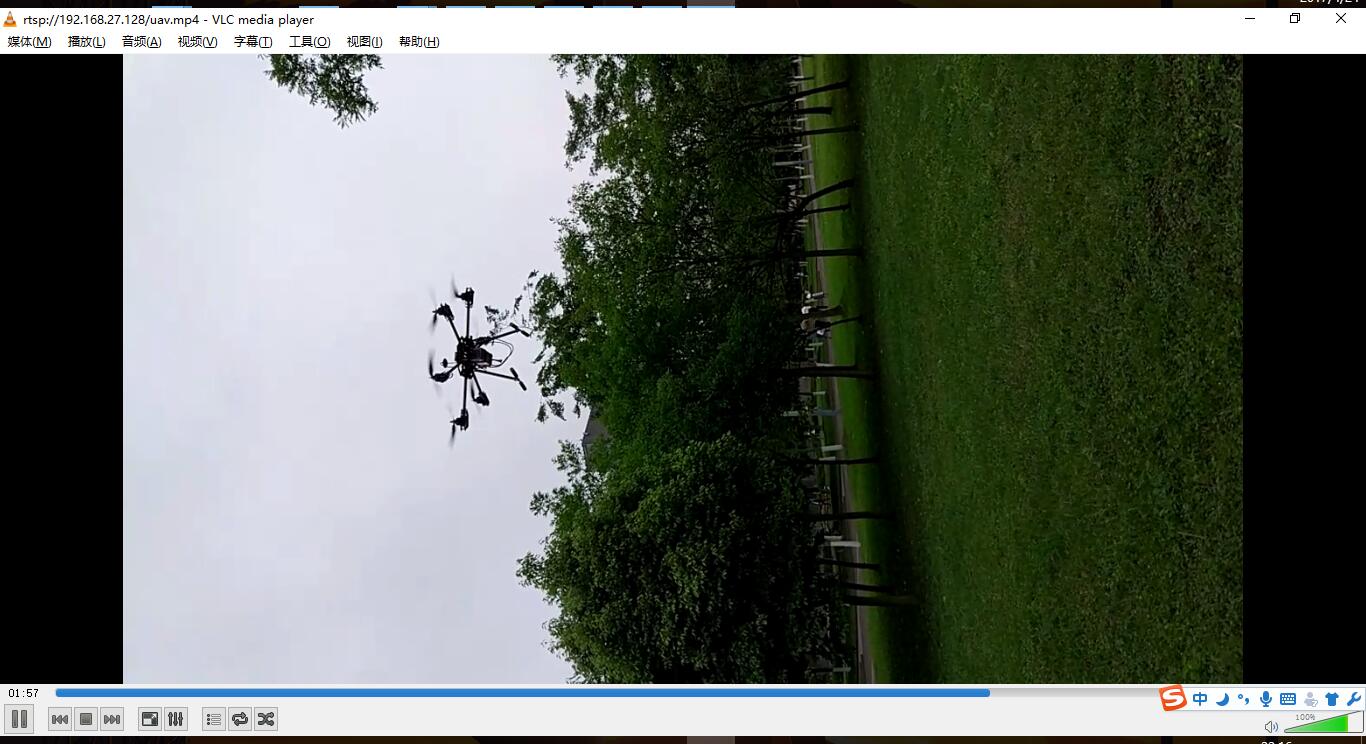 rtsp://192.168.27.128/uav.mp4 - VLC media player
媒体(M) 播放(L) 音频(A) 视频(V) 字幕(T) 工具(O) 视图(I) 帮助(H)
01:57
中
100%